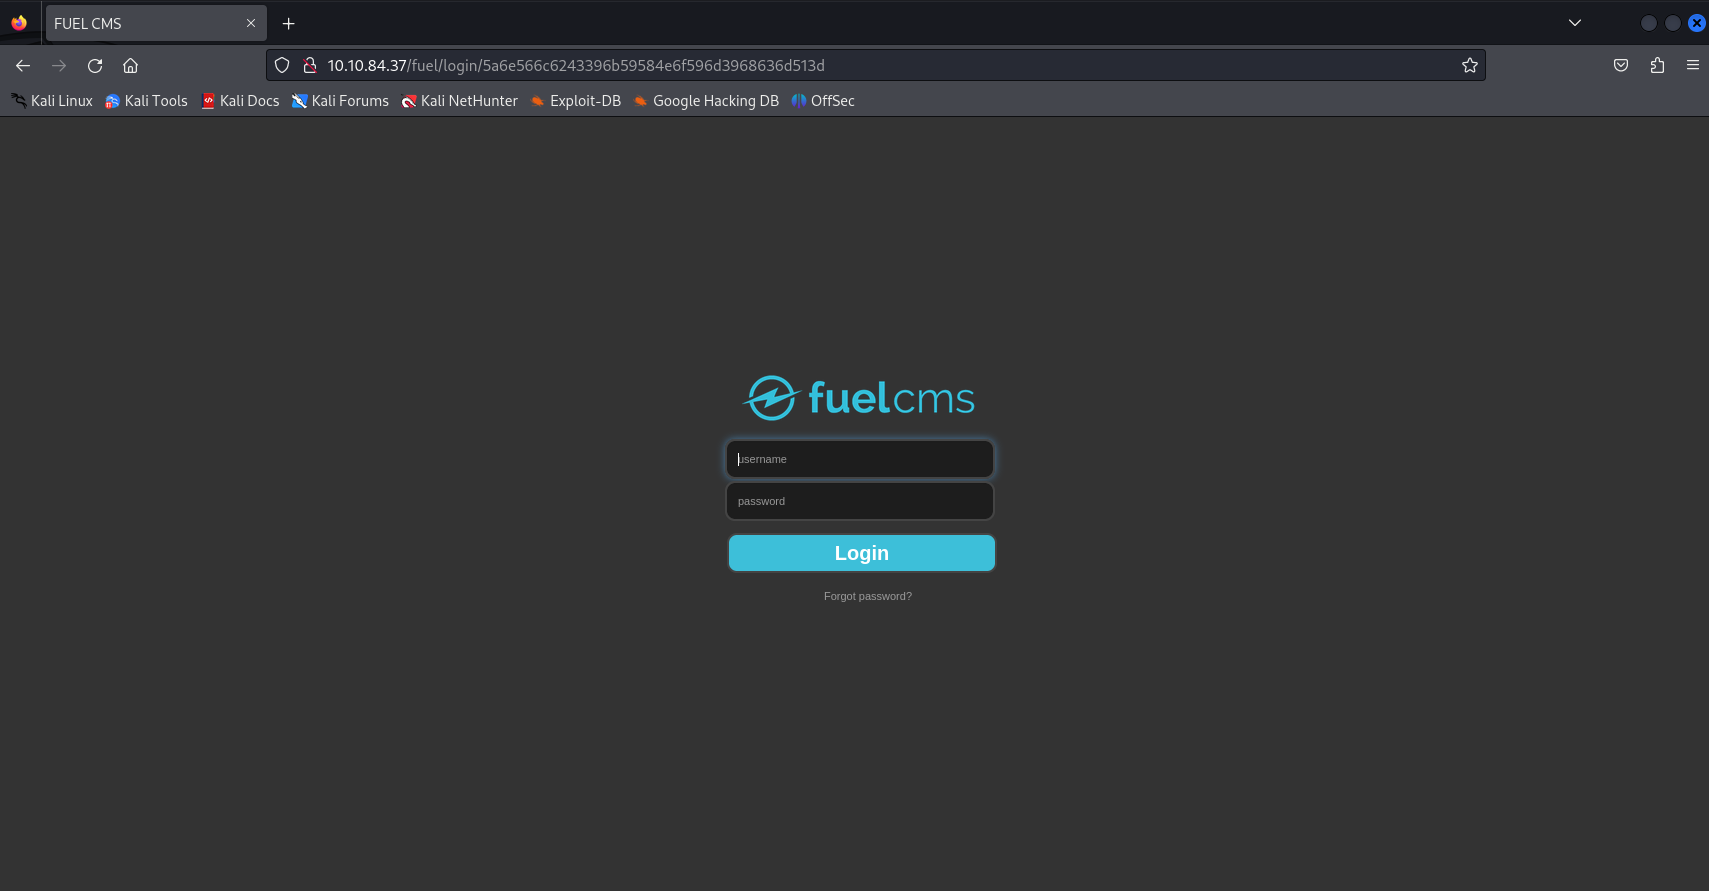 FUEL CMS
10.10.84.37/fuel/login/5a6e566c6243396b59584e6f596d3968636d513d
Kali Linux Kali Tools Kali Docs Kali Forums Kali NetHunter Exploit-DB Google Hacking DB OffSec
fuelcms
username
password
Login
Forgot password?